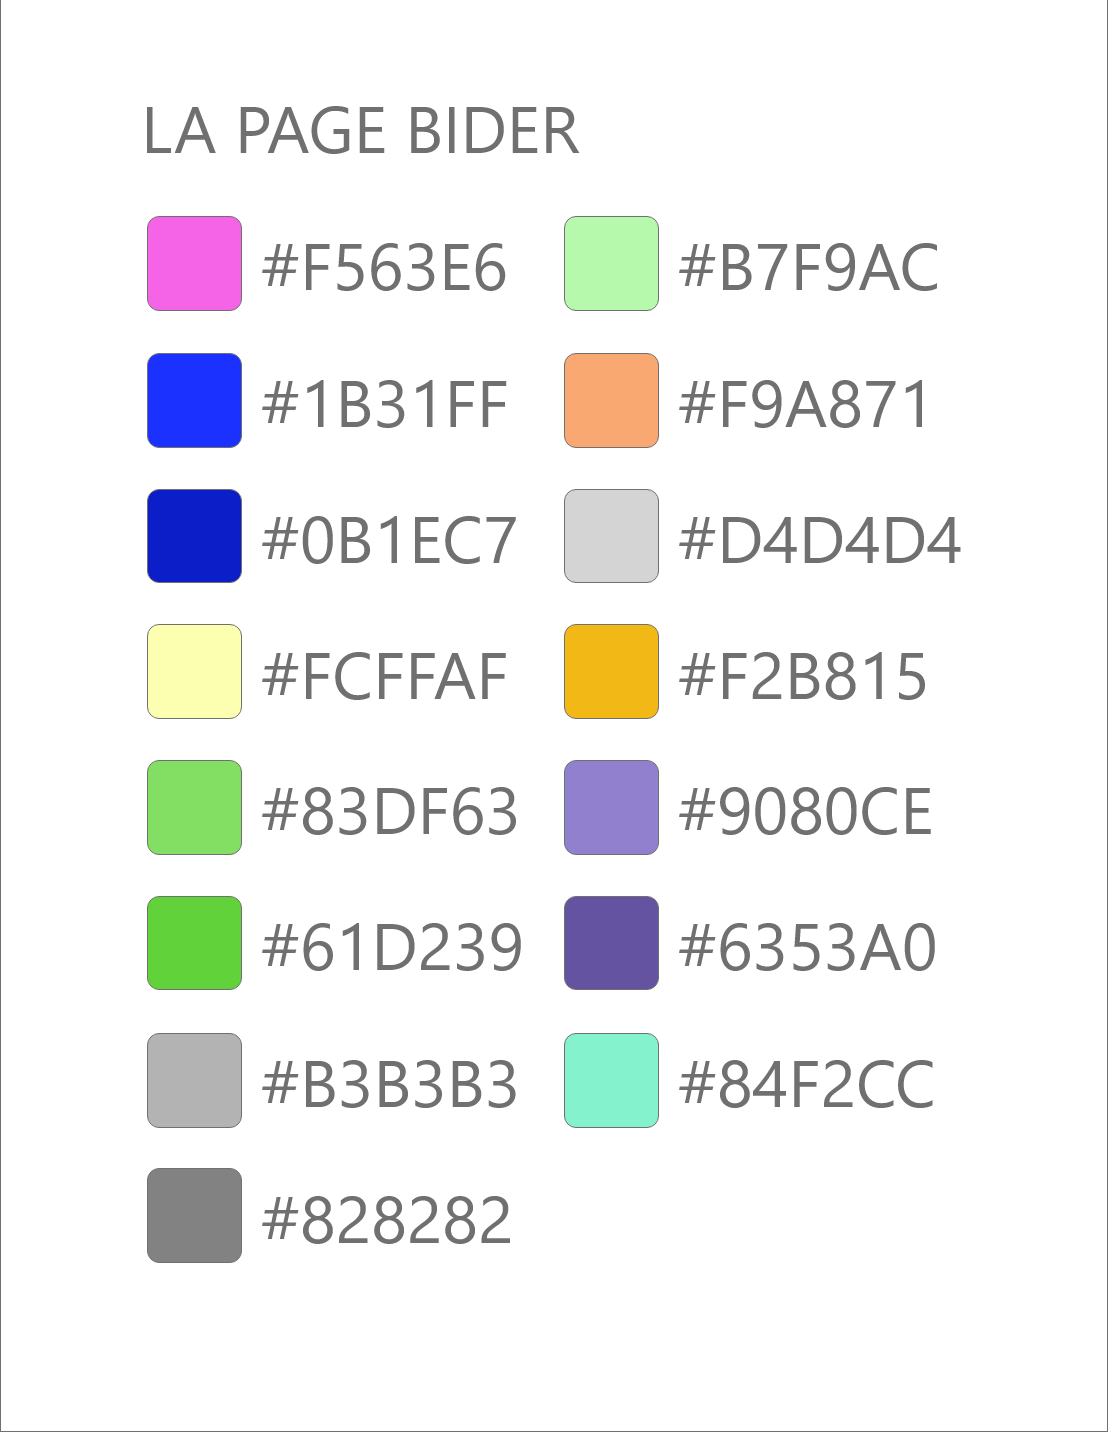 LA PAGE BIDER
#F563E6 #B7F9AC
#1B31FF #F9A871
#0B1EC7 #D4D4D4
#FCFFAF #F2B815
#83DF63 #9080CE
#61D239 #6353A0
#B3B3B3 #84F2CC
#828282